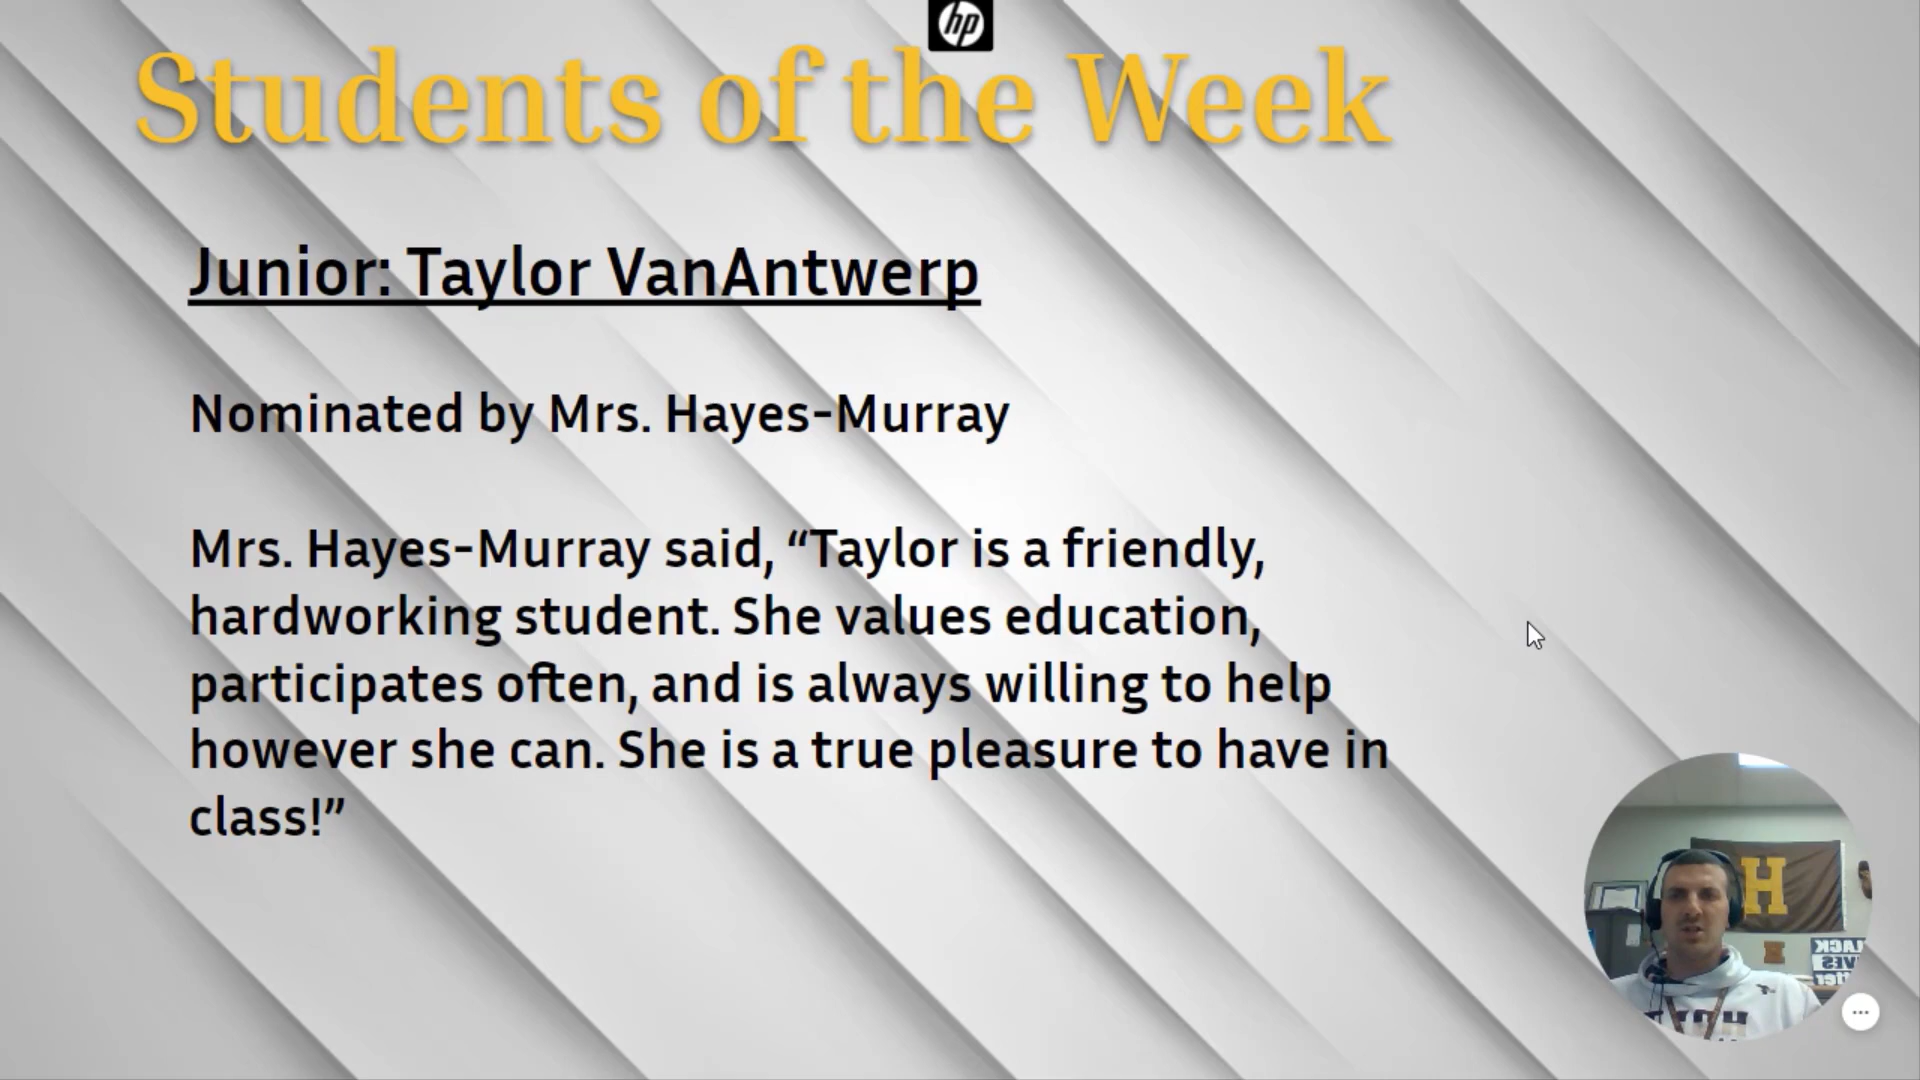 hp
Students of the Week
Junior: Taylor VanAntwerp
Nominated by Mrs. Hayes-Murray
Mrs. Hayes-Murray said, “Taylor is a friendly,
hardworking student. She values education,
participates often, and is always willing to help
however she can. She is a true pleasure to have in
class!”
H